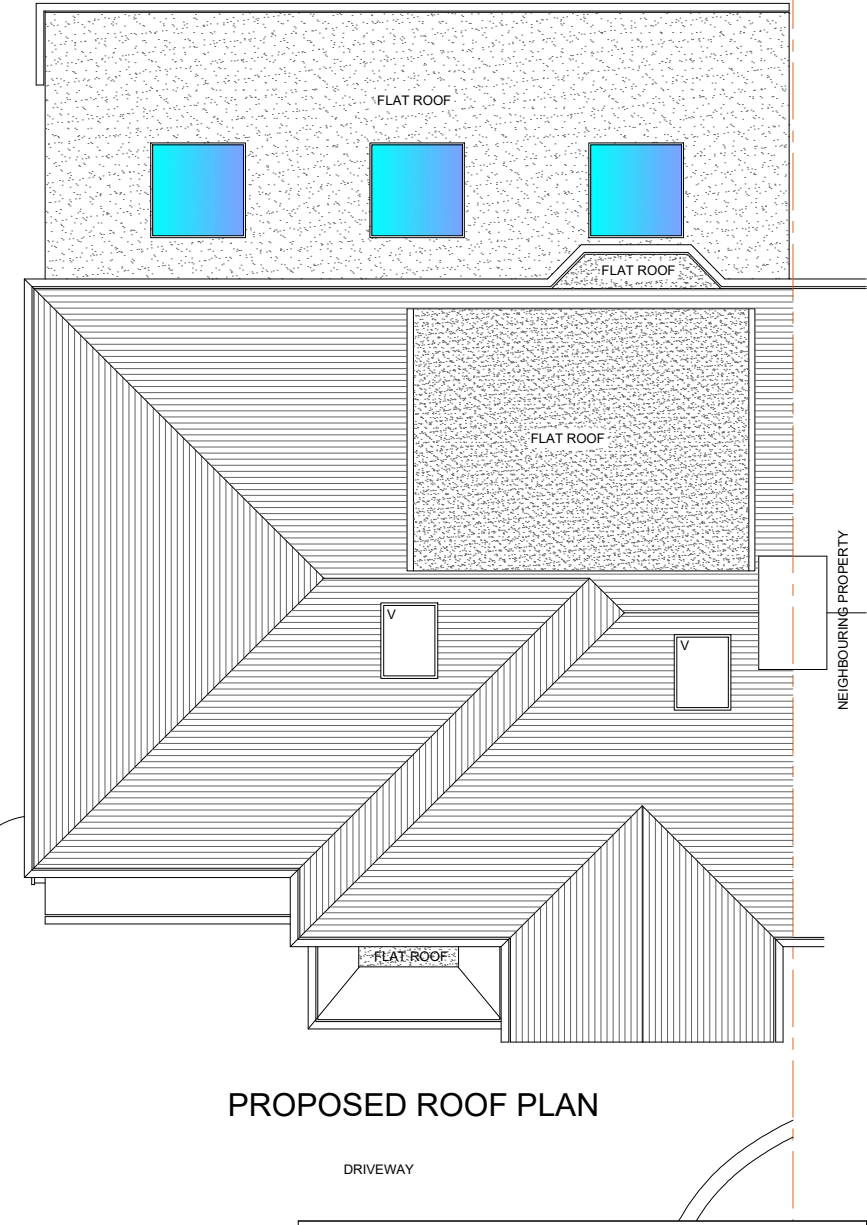 FLAT ROOF
FLAT ROOF
FLAT ROOF
V
V
NEIGHBOURING PROPERTY
FLAT ROOF
PROPOSED ROOF PLAN
DRIVEWAY